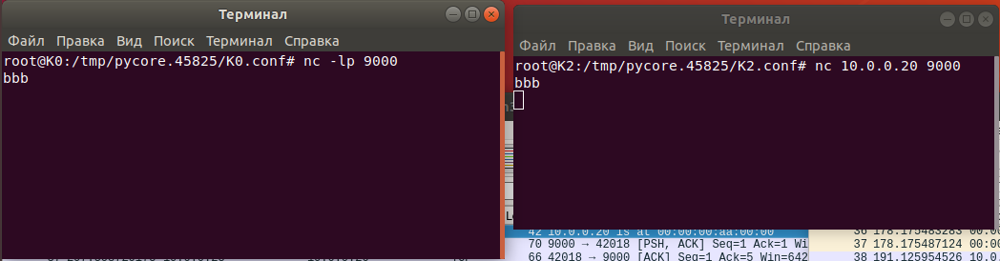 Терминал
Файл Правка Вид Поиск Терминал Справка
root@K0:/tmp/pycore.45825/K0.conf# nc -lp 9000
bbb
Терминал
Файл Правка Вид Поиск Терминал Справка
root@K2:/tmp/pycore.45825/K2.conf# nc 10.0.0.20 9000
bbb
42 10.0.0.20 is at 00:00:00:aa:00:00
70 9000 → 42018 [PSH, ACK] Seq=1 Ack=1 Wi
66 42018 → 9000 [ACK] Seq=1 Ack=5 Win=642
36 178.175483283 00:00
37 178.175487124 00:00
38 191.125954526 10.0